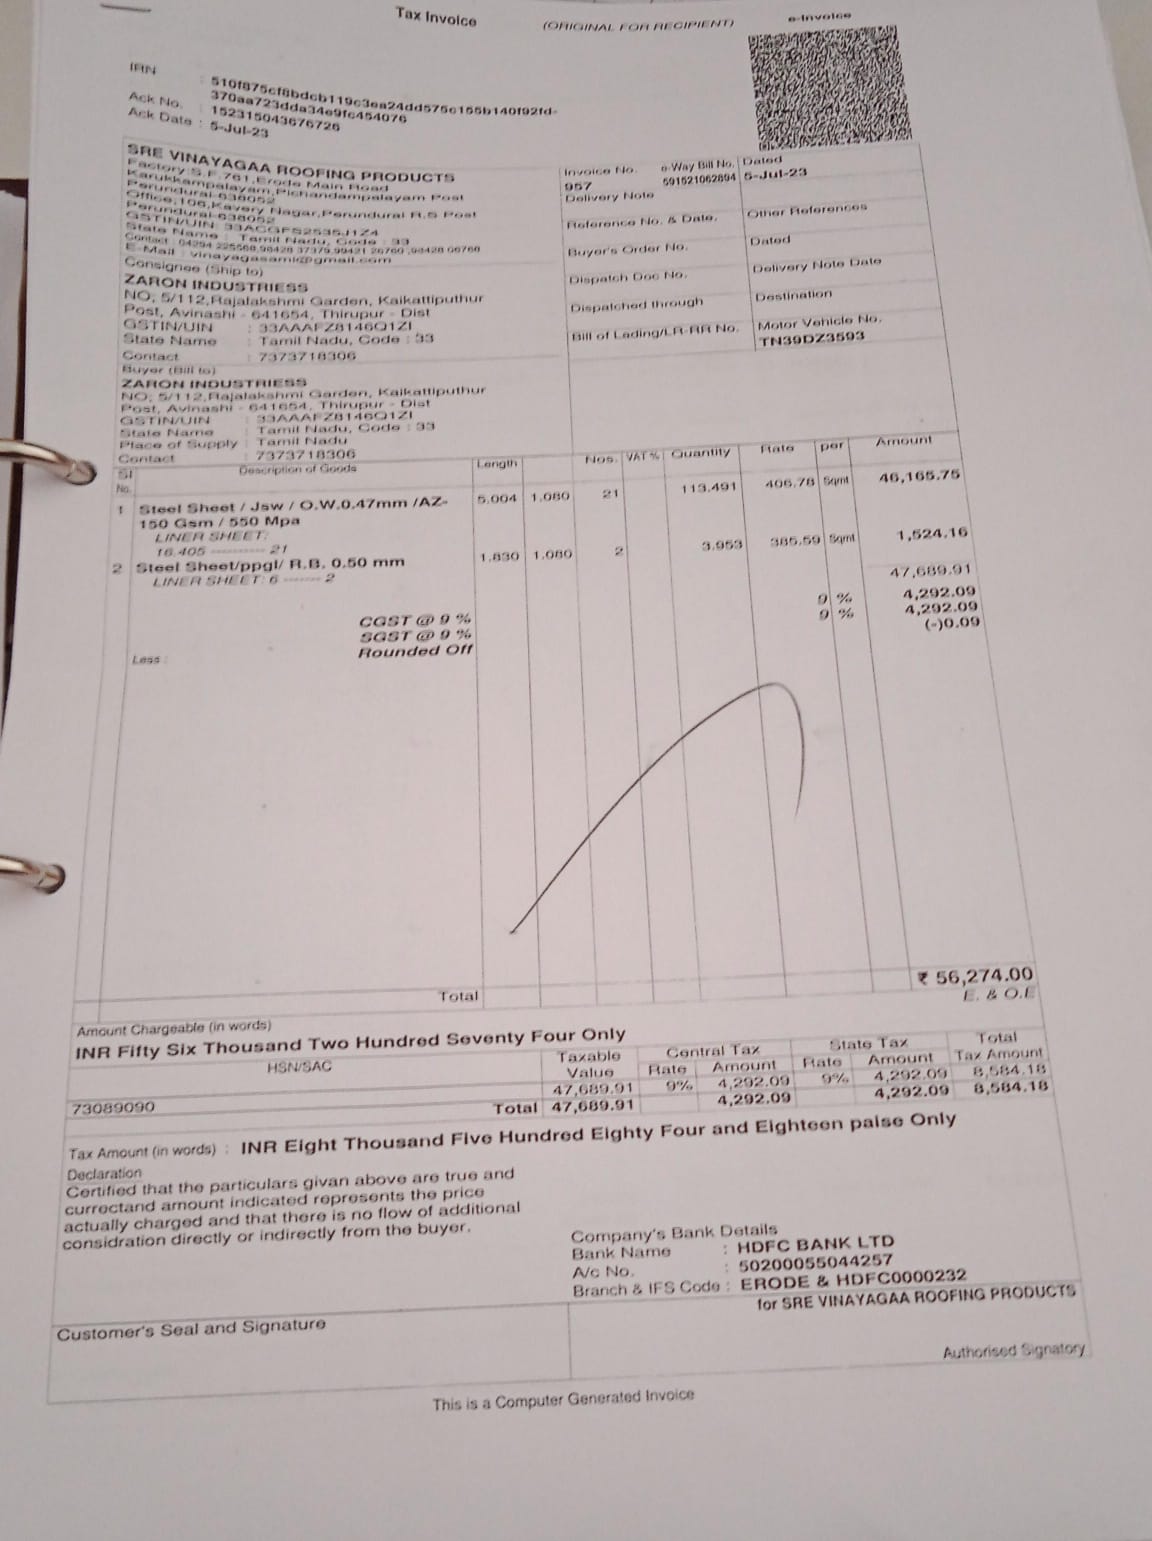 Tax Invoice (ORIGINAL FOR RECIPIENT) e-Invoice
IRN : 510f875cf8bdcb119c3ea24dd575c155b140f92fd-
370aa723dda34e9fc454076
Ack No. : 152315043676726
Ack Date : 5-Jul-23
SRE VINAYAGAA ROOFING PRODUCTS
Factory:S.F.761,Erode Main Road
Karukkampalayam,Pichandampalayam Post
Perundurai-638052
Office:106,Kavery Nagar,Perundurai R.S Post
Perundurai-638052
GSTIN/UIN: 33ACGFS2535J1Z4
State Name : Tamil Nadu, Code : 33
Contact : 04294 225568,98428 37379,99421 26760
E-Mail : vinayagasami@gmail.com
Invoice No. e-Way Bill No. Dated
957 591521062894 5-Jul-23
Delivery Note
Reference No. & Date. Other References
Buyer's Order No. Dated
Dispatch Doc No. Delivery Note Date
Dispatched through Destination
Bill of Lading/LR-RR No. Motor Vehicle No.
TN39DZ3593
Consignee (Ship to)
ZARON INDUSTRIESS
NO; 5/112,Rajalakshmi Garden, Kaikattiputhur
Post, Avinashi - 641654, Thirupur - Dist
GSTIN/UIN : 33AAAFZ8146Q1ZI
State Name : Tamil Nadu, Code : 33
Contact : 7373718306
Buyer (Bill to)
ZARON INDUSTRIESS
NO; 5/112,Rajalakshmi Garden, Kaikattiputhur
Post, Avinashi - 641654, Thirupur - Dist
GSTIN/UIN : 33AAAFZ8146Q1ZI
State Name : Tamil Nadu, Code : 33
Place of Supply : Tamil Nadu
Contact : 7373718306
Sl No. Description of Goods Length Nos. VAT % Quantity Rate per Amount
1 Steel Sheet / Jsw / O.W.0.47mm /AZ- 5.004 1.080 21 113.491 406.78 Sqmt 46,165.75
150 Gsm / 550 Mpa
LINER SHEET:
16.405 ---------- 21
2 Steel Sheet/ppgl/ R.B. 0.50 mm 1.830 1.080 2 3.953 385.59 Sqmt 1,524.16
LINER SHEET: 6 ------- 2
47,689.91
CGST @ 9 % 9 % 4,292.09
SGST @ 9 % 9 % 4,292.09
Less : Rounded Off (-)0.09
Total ₹ 56,274.00
E. & O.E
Amount Chargeable (in words)
INR Fifty Six Thousand Two Hundred Seventy Four Only
HSN/SAC Taxable Central Tax State Tax Total
Value Rate Amount Rate Amount Tax Amount
73089090 47,689.91 9% 4,292.09 9% 4,292.09 8,584.18
Total 47,689.91 4,292.09 4,292.09 8,584.18
Tax Amount (in words) : INR Eight Thousand Five Hundred Eighty Four and Eighteen paise Only
Declaration
Certified that the particulars givan above are true and
currectand amount indicated represents the price
actually charged and that there is no flow of additional
considration directly or indirectly from the buyer.
Company's Bank Details
Bank Name : HDFC BANK LTD
A/c No. : 50200055044257
Branch & IFS Code : ERODE & HDFC0000232
Customer's Seal and Signature
for SRE VINAYAGAA ROOFING PRODUCTS
Authorised Signatory
This is a Computer Generated Invoice